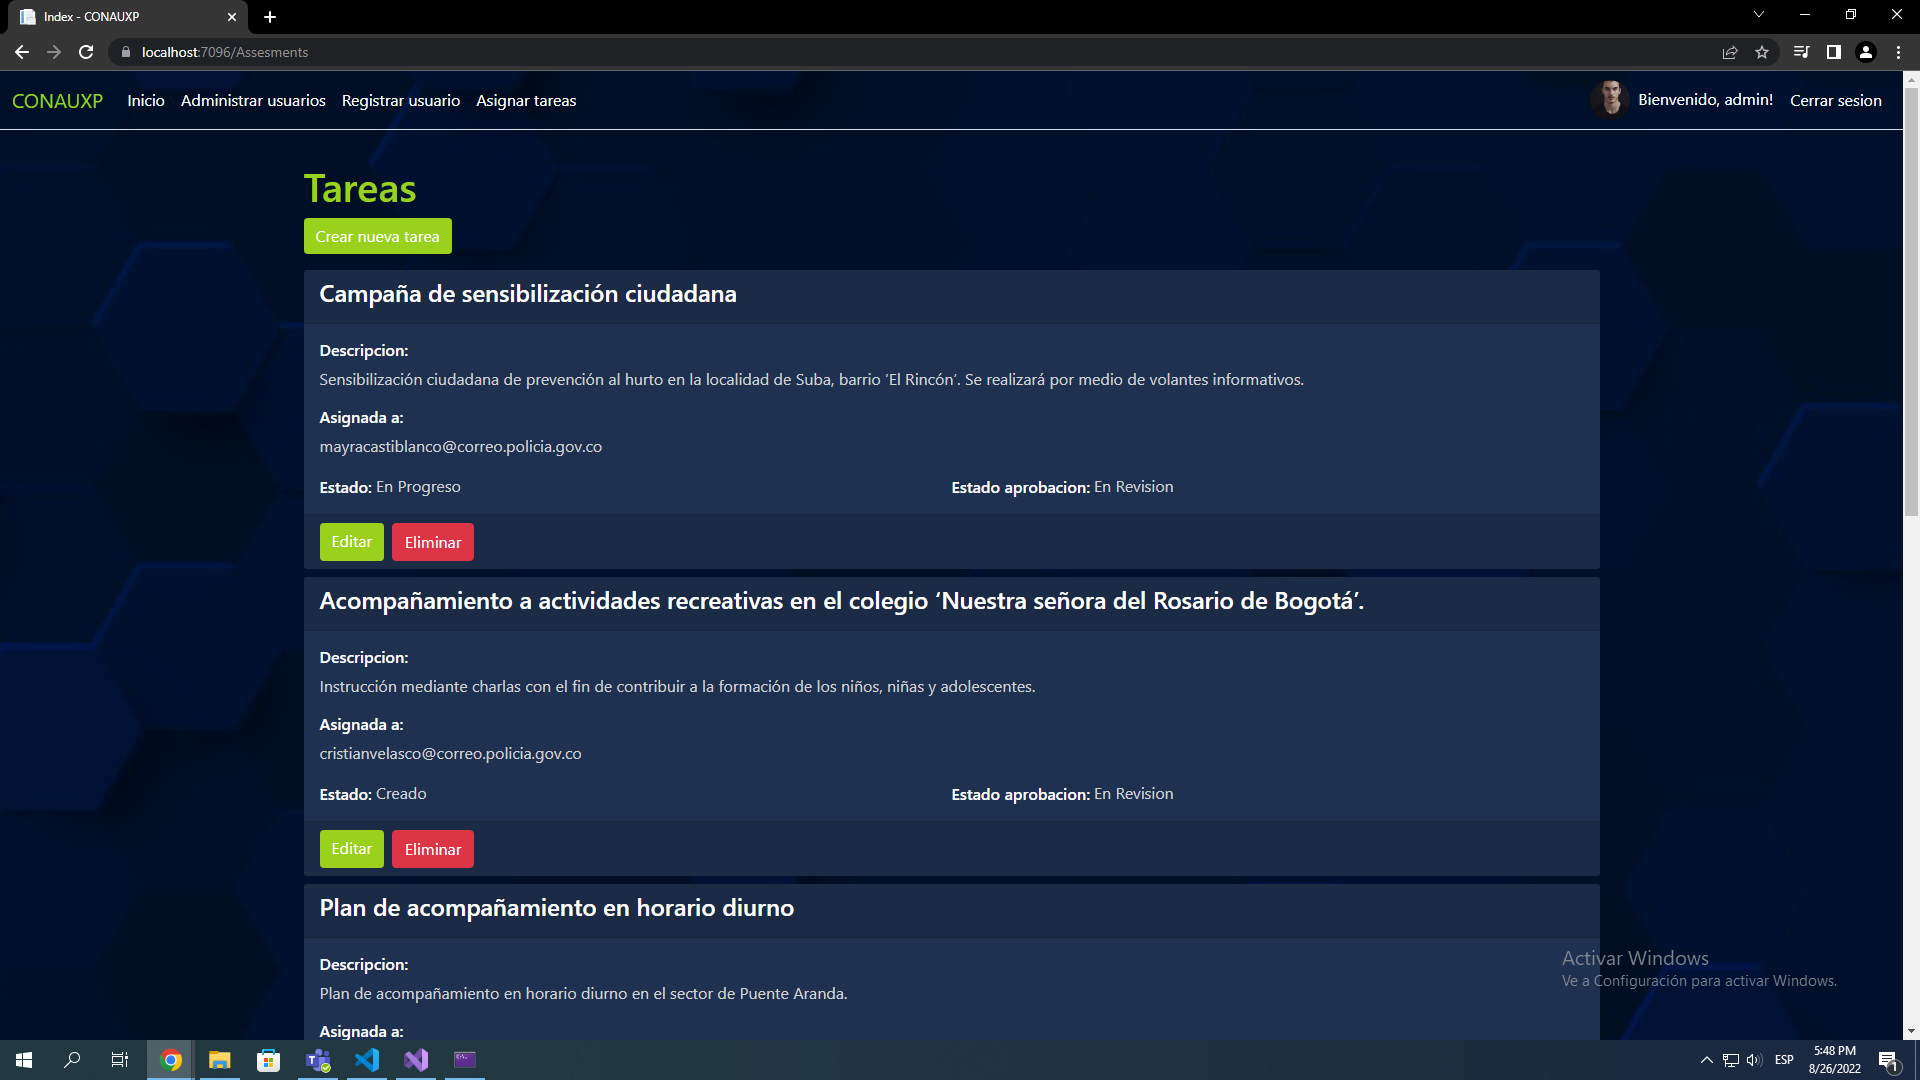 Index - CONAUXP
localhost:7096/Assesments
CONAUXP Inicio Administrar usuarios Registrar usuario Asignar tareas Bienvenido, admin! Cerrar sesion
Tareas
Crear nueva tarea
Campaña de sensibilización ciudadana
Descripcion:
Sensibilización ciudadana de prevención al hurto en la localidad de Suba, barrio ‘El Rincón’. Se realizará por medio de volantes informativos.
Asignada a:
mayracastiblanco@correo.policia.gov.co
Estado: En Progreso Estado aprobacion: En Revision
Editar Eliminar
Acompañamiento a actividades recreativas en el colegio ‘Nuestra señora del Rosario de Bogotá’.
Descripcion:
Instrucción mediante charlas con el fin de contribuir a la formación de los niños, niñas y adolescentes.
Asignada a:
cristianvelasco@correo.policia.gov.co
Estado: Creado Estado aprobacion: En Revision
Editar Eliminar
Plan de acompañamiento en horario diurno
Descripcion:
Plan de acompañamiento en horario diurno en el sector de Puente Aranda.
Asignada a:
Activar Windows
Ve a Configuración para activar Windows.
ESP
5:48 PM
8/26/2022
1